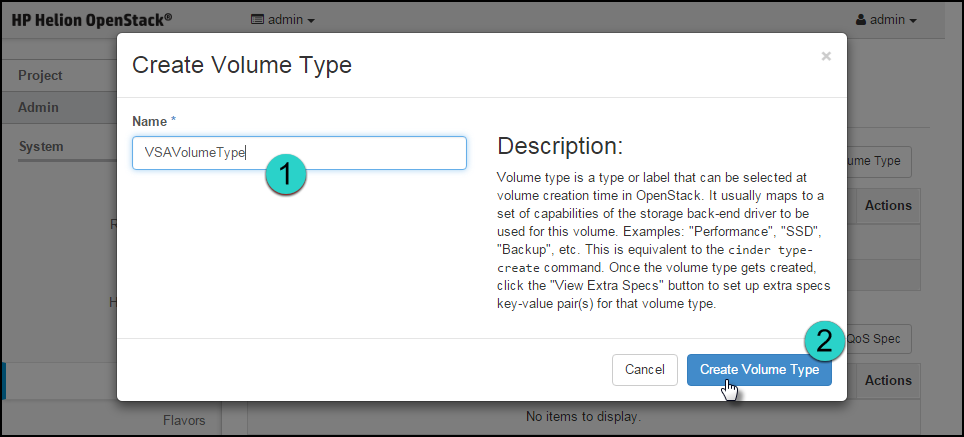 HP Helion OpenStack® admin admin
Create Volume Type ×
Project
Admin
Name *
System
VSAVolumeType
1
Description:
Volume type is a type or label that can be selected at
volume creation time in OpenStack. It usually maps to a
set of capabilities of the storage back-end driver to be
used for this volume. Examples: "Performance", "SSD",
"Backup", etc. This is equivalent to the cinder type-
create command. Once the volume type gets created,
click the "View Extra Specs" button to set up extra specs
key-value pair(s) for that volume type.
ume Type
Actions
2
QoS Spec
Cancel
Create Volume Type
Actions
No items to display.
Flavors